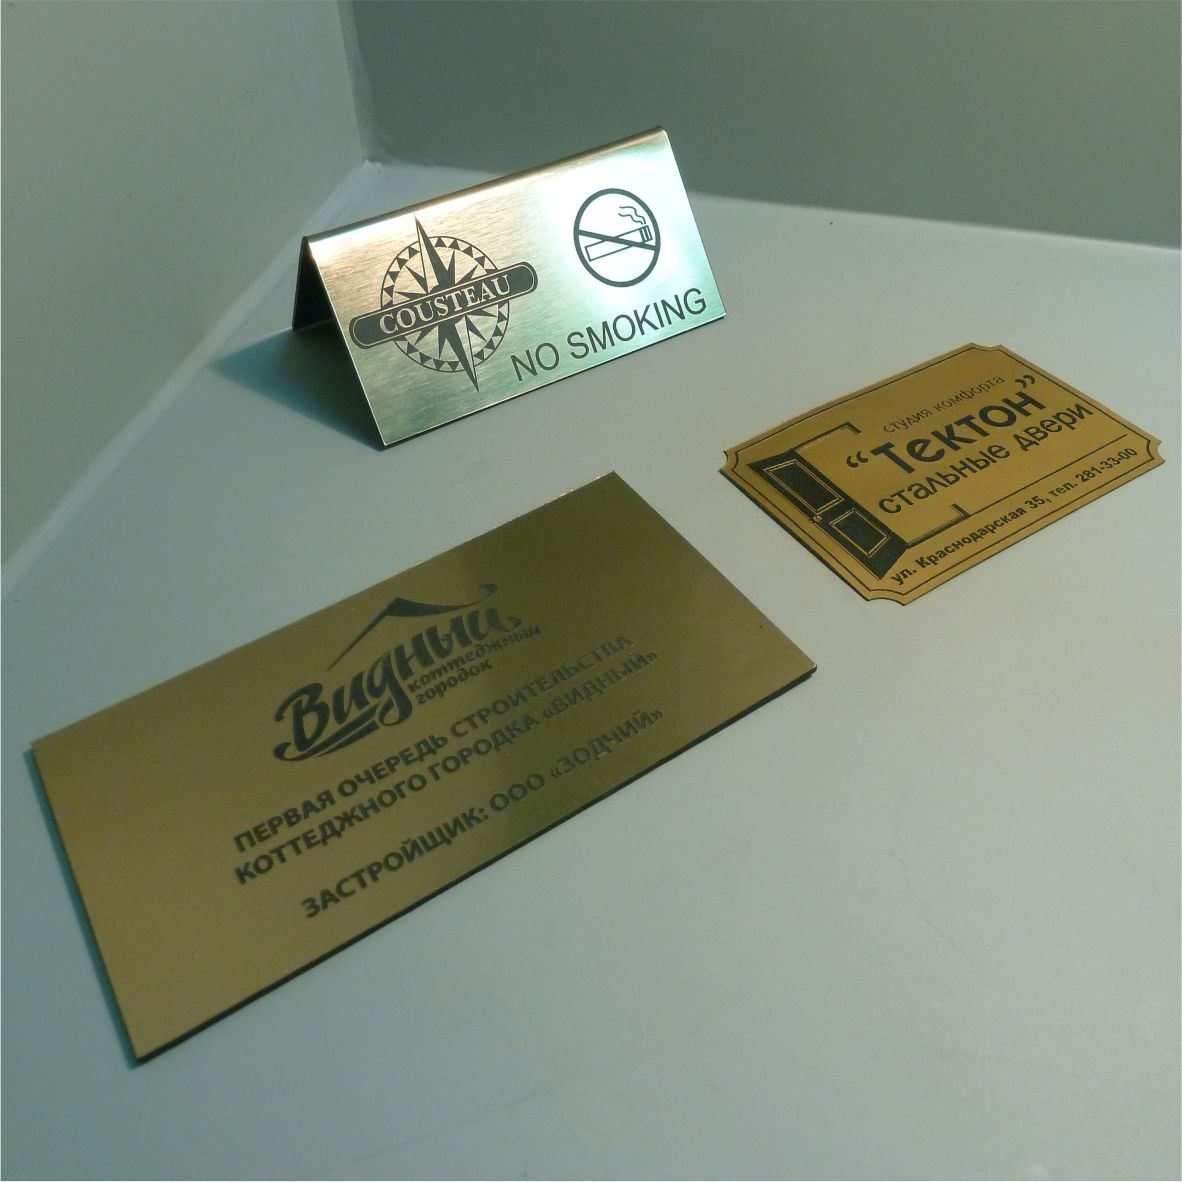 COUSTEAU
NO SMOKING
студия комфорта
“Тектон”
стальные двери
ул. Краснодарская 35, тел. 281-33-00
Видный
коттеджный
городок
ПЕРВАЯ ОЧЕРЕДЬ СТРОИТЕЛЬСТВА
КОТТЕДЖНОГО ГОРОДКА «ВИДНЫЙ»
ЗАСТРОЙЩИК: ООО «ЗОДЧИЙ»